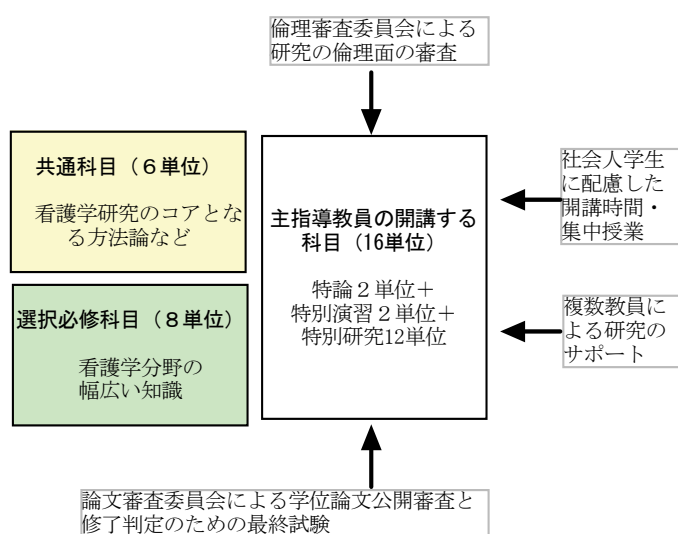 倫理審査委員会による
研究の倫理面の審査
共通科目（６単位）
看護学研究のコアとな
る方法論など
選択必修科目（８単位）
看護学分野の
幅広い知識
主指導教員の開講する
科目（16単位）
特論２単位＋
特別演習２単位＋
特別研究12単位
社会人学生
に配慮した
開講時間・
集中授業
複数教員に
よる研究の
サポート
論文審査委員会による学位論文公開審査と
修了判定のための最終試験